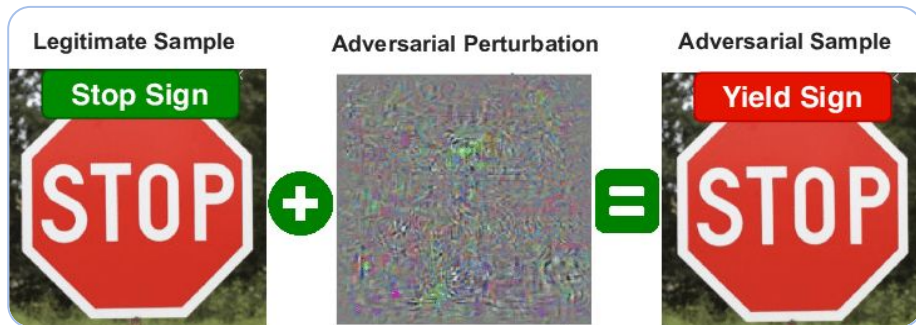 Legitimate Sample
Adversarial Perturbation
Adversarial Sample
Stop Sign
Yield Sign
STOP
STOP